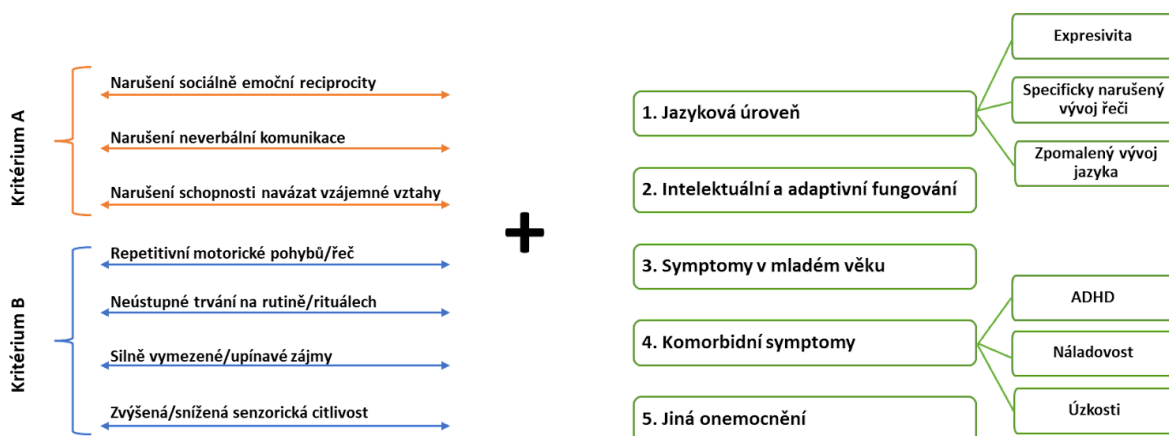 Kritérium A
Narušení sociálně emoční reciprocity
Narušení neverbální komunikace
Narušení schopnosti navázat vzájemné vztahy
Kritérium B
Repetitivní motorické pohybů/řeč
Neústupné trvání na rutině/rituálech
Silně vymezené/upínavé zájmy
Zvýšená/snížená senzorická citlivost
+
1. Jazyková úroveň
Expresivita
Specificky narušený
vývoj řeči
Zpomalený vývoj
jazyka
2. Intelektuální a adaptivní fungování
3. Symptomy v mladém věku
4. Komorbidní symptomy
ADHD
Náladovost
Úzkosti
5. Jiná onemocnění